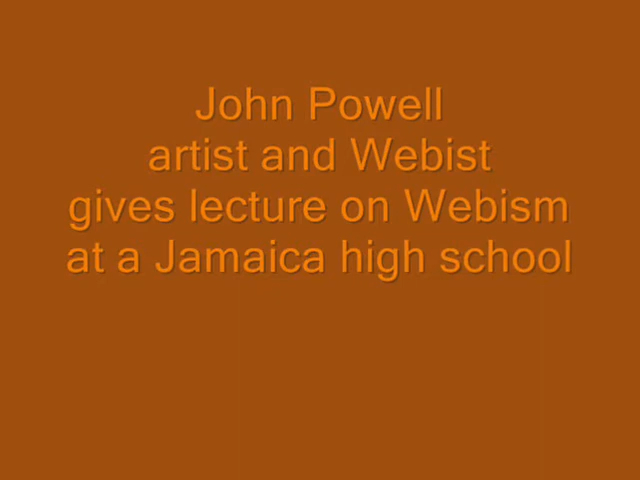 John Powell
artist and Webist
gives lecture on Webism
at a Jamaica high school